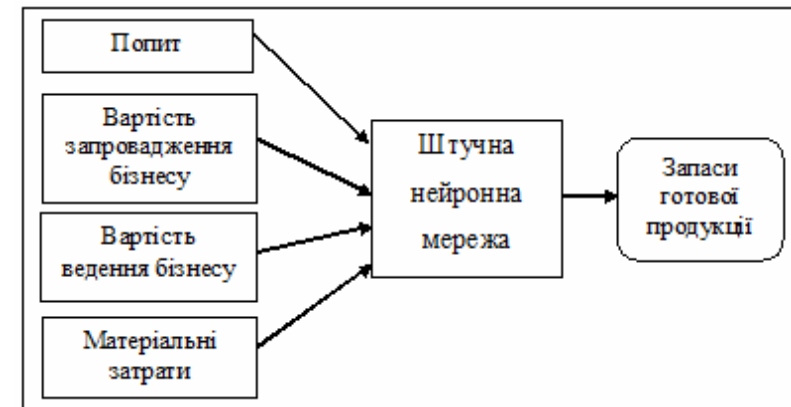 Попит
Вартість
запровадження
бізнесу
Вартість
ведення бізнесу
Матеріальні
затрати
Штучна
нейронна
мережа
Запаси
готової
продукції